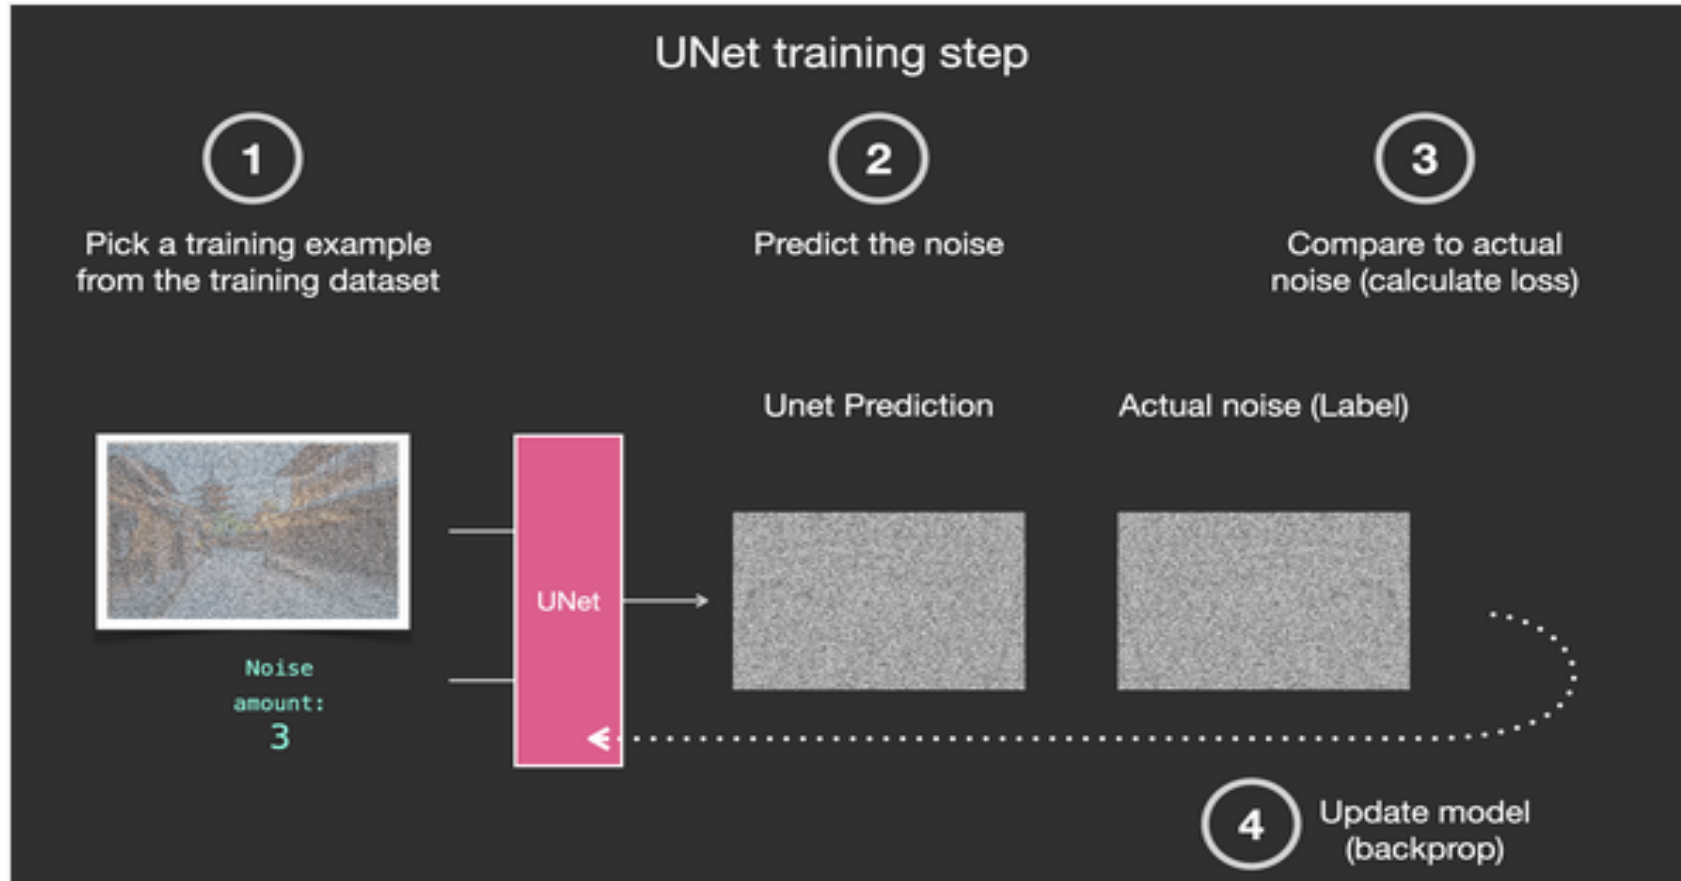 UNet training step
1
Pick a training example
from the training dataset
2
Predict the noise
3
Compare to actual
noise (calculate loss)
Unet Prediction
Actual noise (Label)
UNet
Noise
amount:
3
4
Update model
(backprop)